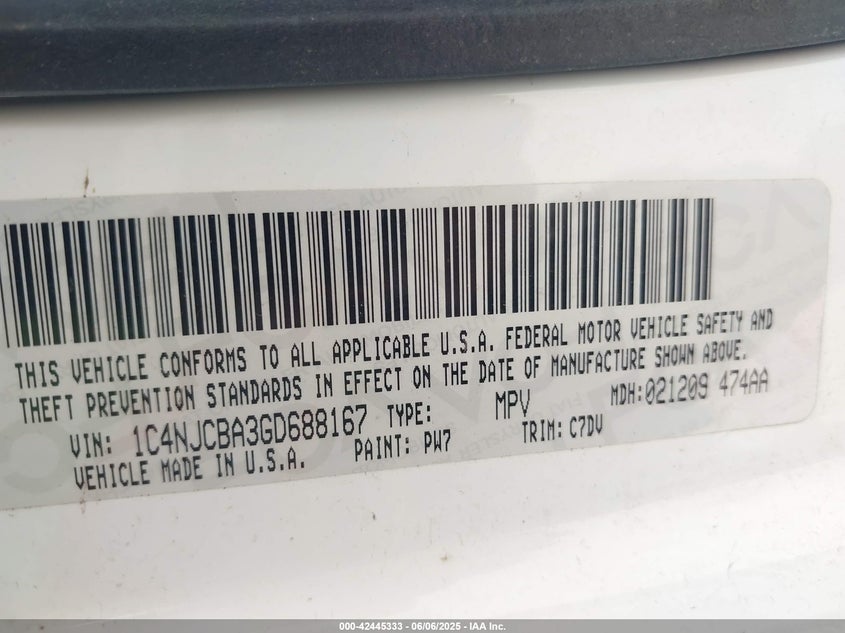 THIS VEHICLE CONFORMS TO ALL APPLICABLE U.S.A. FEDERAL MOTOR VEHICLE SAFETY AND
THEFT PREVENTION STANDARDS IN EFFECT ON THE DATE OF MANUFACTURE SHOWN ABOVE.
VIN: 1C4NJCBA3GD688167 TYPE: MPV MDH: 021209 474AA
VEHICLE MADE IN U.S.A. PAINT: PW7 TRIM: C7DV
000-42445333 - 06/06/2025 - IAA Inc.